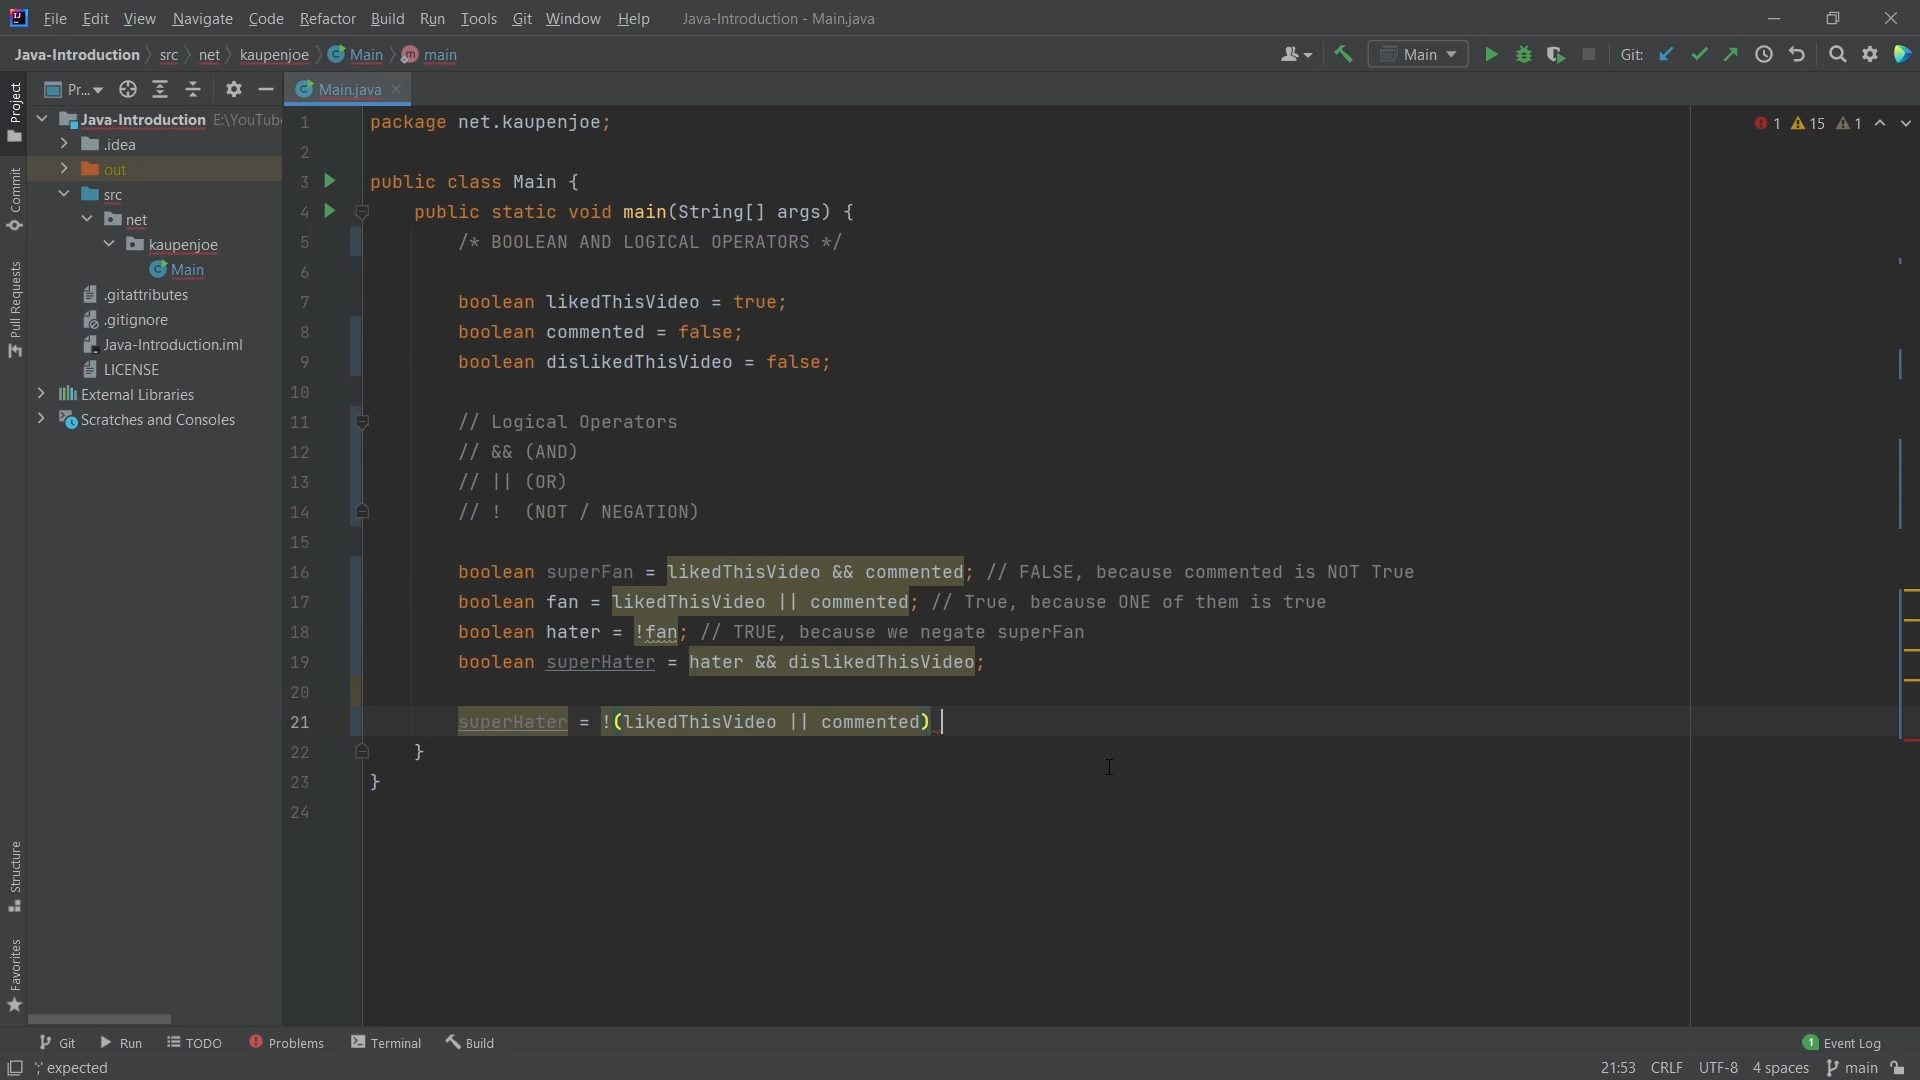 File Edit View Navigate Code Refactor Build Run Tools Git Window Help Java-Introduction - Main.java
Java-Introduction src net kaupenjoe Main main Main Git:
Project
Commit
Pull Requests
Structure
Favorites
Pr... Main.java
Java-Introduction E:\YouTub
.idea
out
src
net
kaupenjoe
Main
.gitattributes
.gitignore
Java-Introduction.iml
LICENSE
External Libraries
Scratches and Consoles
1 15 1
1 package net.kaupenjoe;
2
3 public class Main {
4 public static void main(String[] args) {
5 /* BOOLEAN AND LOGICAL OPERATORS */
6
7 boolean likedThisVideo = true;
8 boolean commented = false;
9 boolean dislikedThisVideo = false;
10
11 // Logical Operators
12 // && (AND)
13 // || (OR)
14 // ! (NOT / NEGATION)
15
16 boolean superFan = likedThisVideo && commented; // FALSE, because commented is NOT True
17 boolean fan = likedThisVideo || commented; // True, because ONE of them is true
18 boolean hater = !fan; // TRUE, because we negate superFan
19 boolean superHater = hater && dislikedThisVideo;
20
21 superHater = !(likedThisVideo || commented)
22 }
23 }
24
Git Run TODO Problems Terminal Build 1 Event Log
';' expected 21:53 CRLF UTF-8 4 spaces main